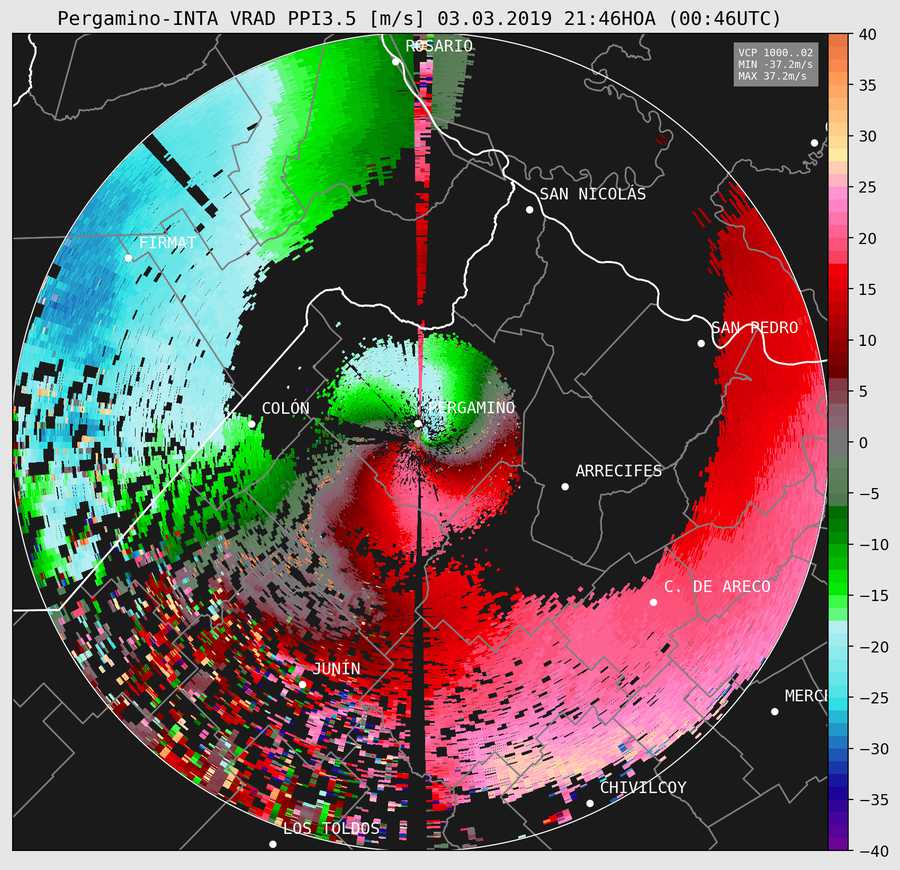 Pergamino-INTA VRAD PPI3.5 [m/s] 03.03.2019 21:46HOA (00:46UTC)
VCP 1000..02
MIN -37.2m/s
MAX 37.2m/s
ROSARIO
SAN NICOLÁS
FIRMAT
SAN PEDRO
COLÓN
PERGAMINO
ARRECIFES
C. DE ARECO
JUNÍN
MERCE
CHIVILCOY
LOS TOLDOS
40
35
30
25
20
15
10
5
0
−5
−10
−15
−20
−25
−30
−35
−40